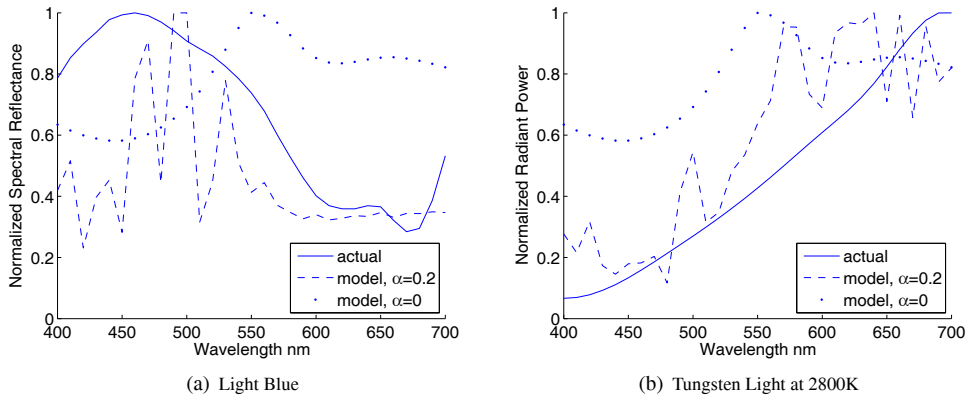 Normalized Spectral Reflectance
1
0.8
0.6
0.4
0.2
0
400 450 500 550 600 650 700
Wavelength nm
actual
model, α=0.2
model, α=0
(a) Light Blue
Normalized Radiant Power
1
0.8
0.6
0.4
0.2
0
400 450 500 550 600 650 700
Wavelength nm
actual
model, α=0.2
model, α=0
(b) Tungsten Light at 2800K